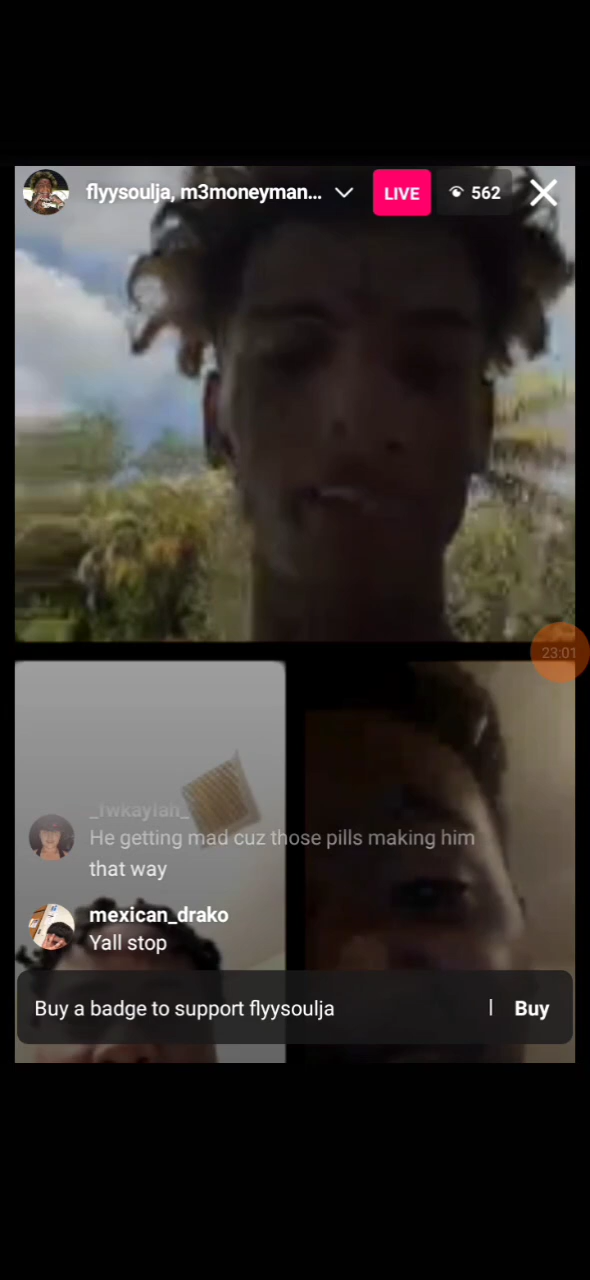 flyysoulja, m3moneyman... LIVE 562
23:01
_fwkaylah_
He getting mad cuz those pills making him
that way
mexican_drako
Yall stop
Buy a badge to support flyysoulja | Buy